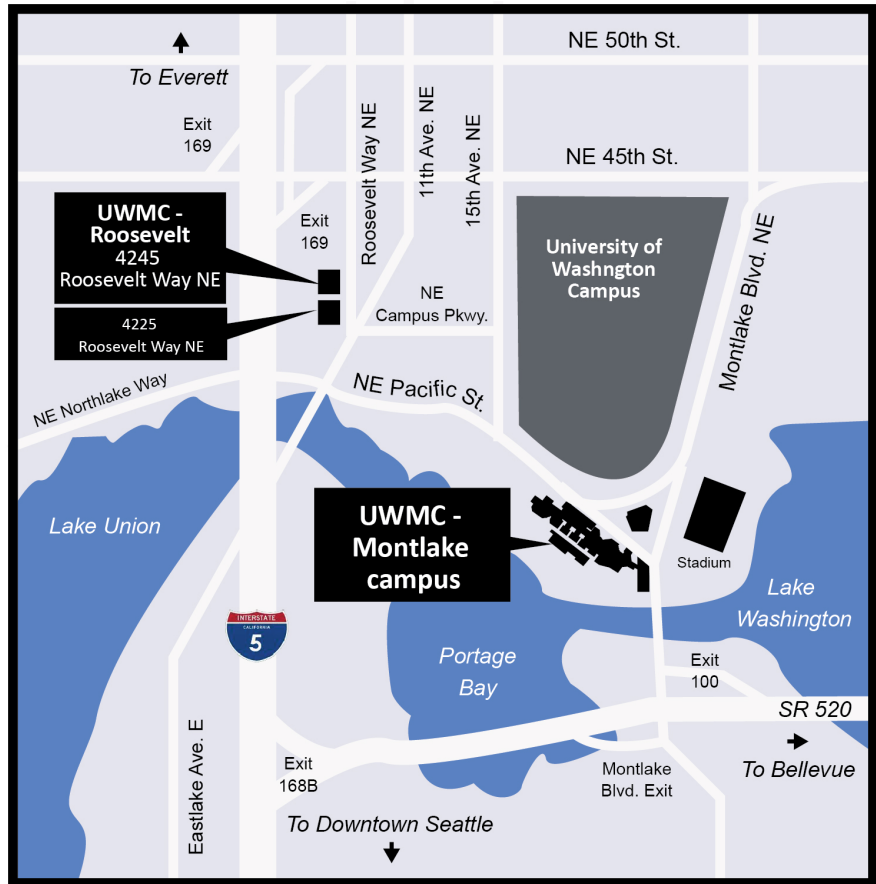 NE 50th St.
To Everett
Exit
169
Roosevelt Way NE
11th Ave. NE
15th Ave. NE
NE 45th St.
UWMC -
Roosevelt
4245
Roosevelt Way NE
Exit
169
University of
Washngton
Campus
Montlake Blvd. NE
NE
Campus Pkwy.
4225
Roosevelt Way NE
NE Northlake Way
NE Pacific St.
Lake Union
UWMC -
Montlake
campus
Stadium
Lake
Washington
INTERSTATE
CALIFORNIA
5
Portage
Bay
Exit
100
SR 520
To Bellevue
Eastlake Ave. E
Exit
168B
Montlake
Blvd. Exit
To Downtown Seattle